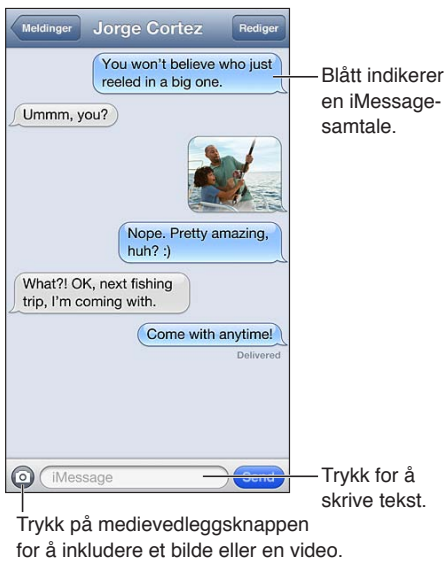 Meldinger Jorge Cortez Rediger
You won't believe who just
reeled in a big one.
Blått indikerer
en iMessage-
samtale.
Ummm, you?
Nope. Pretty amazing,
huh? :)
What?! OK, next fishing
trip, I'm coming with.
Come with anytime!
Delivered
iMessage Send
Trykk for å
skrive tekst.
Trykk på medievedleggsknappen
for å inkludere et bilde eller en video.